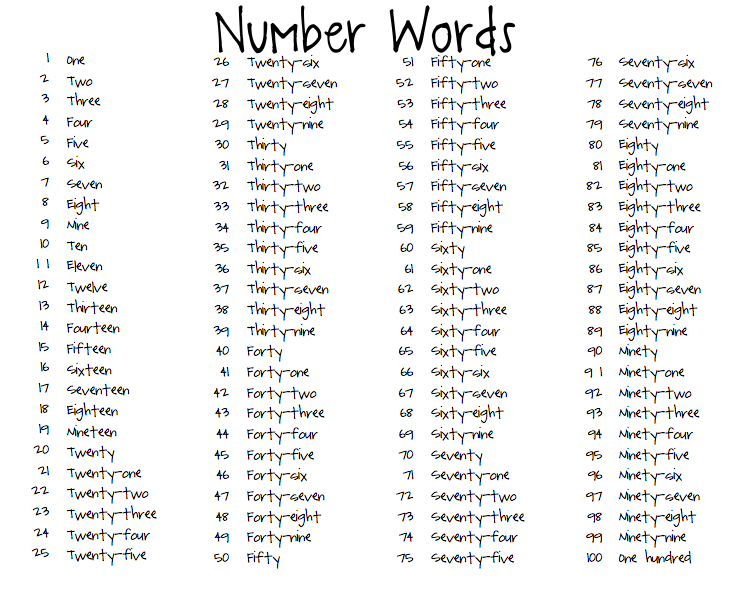 Number Words
1 One
2 Two
3 Three
4 Four
5 Five
6 Six
7 Seven
8 Eight
9 Nine
10 Ten
11 Eleven
12 Twelve
13 Thirteen
14 Fourteen
15 Fifteen
16 Sixteen
17 Seventeen
18 Eighteen
19 Nineteen
20 Twenty
21 Twenty-one
22 Twenty-two
23 Twenty-three
24 Twenty-four
25 Twenty-five
26 Twenty-six
27 Twenty-seven
28 Twenty-eight
29 Twenty-nine
30 Thirty
31 Thirty-one
32 Thirty-two
33 Thirty-three
34 Thirty-four
35 Thirty-five
36 Thirty-six
37 Thirty-seven
38 Thirty-eight
39 Thirty-nine
40 Forty
41 Forty-one
42 Forty-two
43 Forty-three
44 Forty-four
45 Forty-five
46 Forty-six
47 Forty-seven
48 Forty-eight
49 Forty-nine
50 Fifty
51 Fifty-one
52 Fifty-two
53 Fifty-three
54 Fifty-four
55 Fifty-five
56 Fifty-six
57 Fifty-seven
58 Fifty-eight
59 Fifty-nine
60 Sixty
61 Sixty-one
62 Sixty-two
63 Sixty-three
64 Sixty-four
65 Sixty-five
66 Sixty-six
67 Sixty-seven
68 Sixty-eight
69 Sixty-nine
70 Seventy
71 Seventy-one
72 Seventy-two
73 Seventy-three
74 Seventy-four
75 Seventy-five
76 Seventy-six
77 Seventy-seven
78 Seventy-eight
79 Seventy-nine
80 Eighty
81 Eighty-one
82 Eighty-two
83 Eighty-three
84 Eighty-four
85 Eighty-five
86 Eighty-six
87 Eighty-seven
88 Eighty-eight
89 Eighty-nine
90 Ninety
91 Ninety-one
92 Ninety-two
93 Ninety-three
94 Ninety-four
95 Ninety-five
96 Ninety-six
97 Ninety-seven
98 Ninety-eight
99 Ninety-nine
100 One hundred